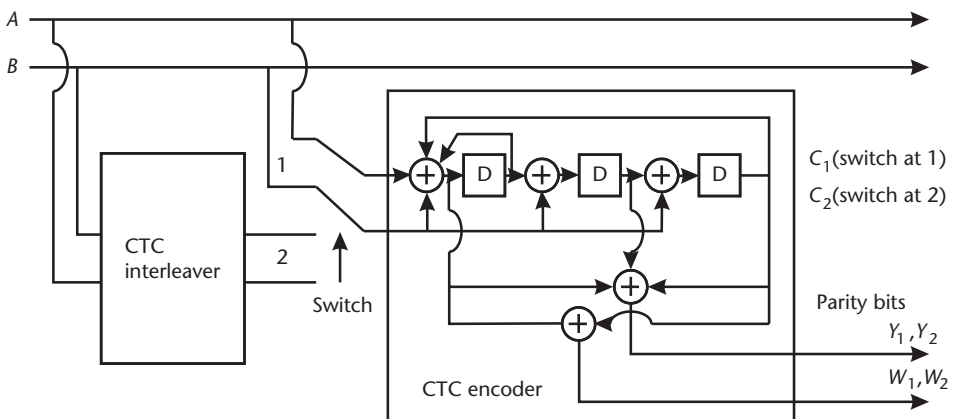 A
B
1
D
D
D
C₁(switch at 1)
C₂(switch at 2)
CTC
interleaver
2
Switch
Parity bits
Y₁,Y₂
W₁,W₂
CTC encoder